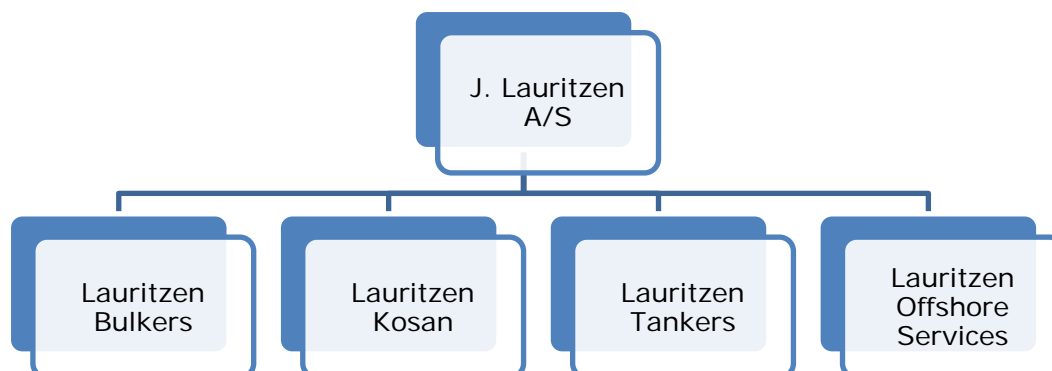 J. Lauritzen
A/S
Lauritzen
Bulkers
Lauritzen
Kosan
Lauritzen
Tankers
Lauritzen
Offshore
Services